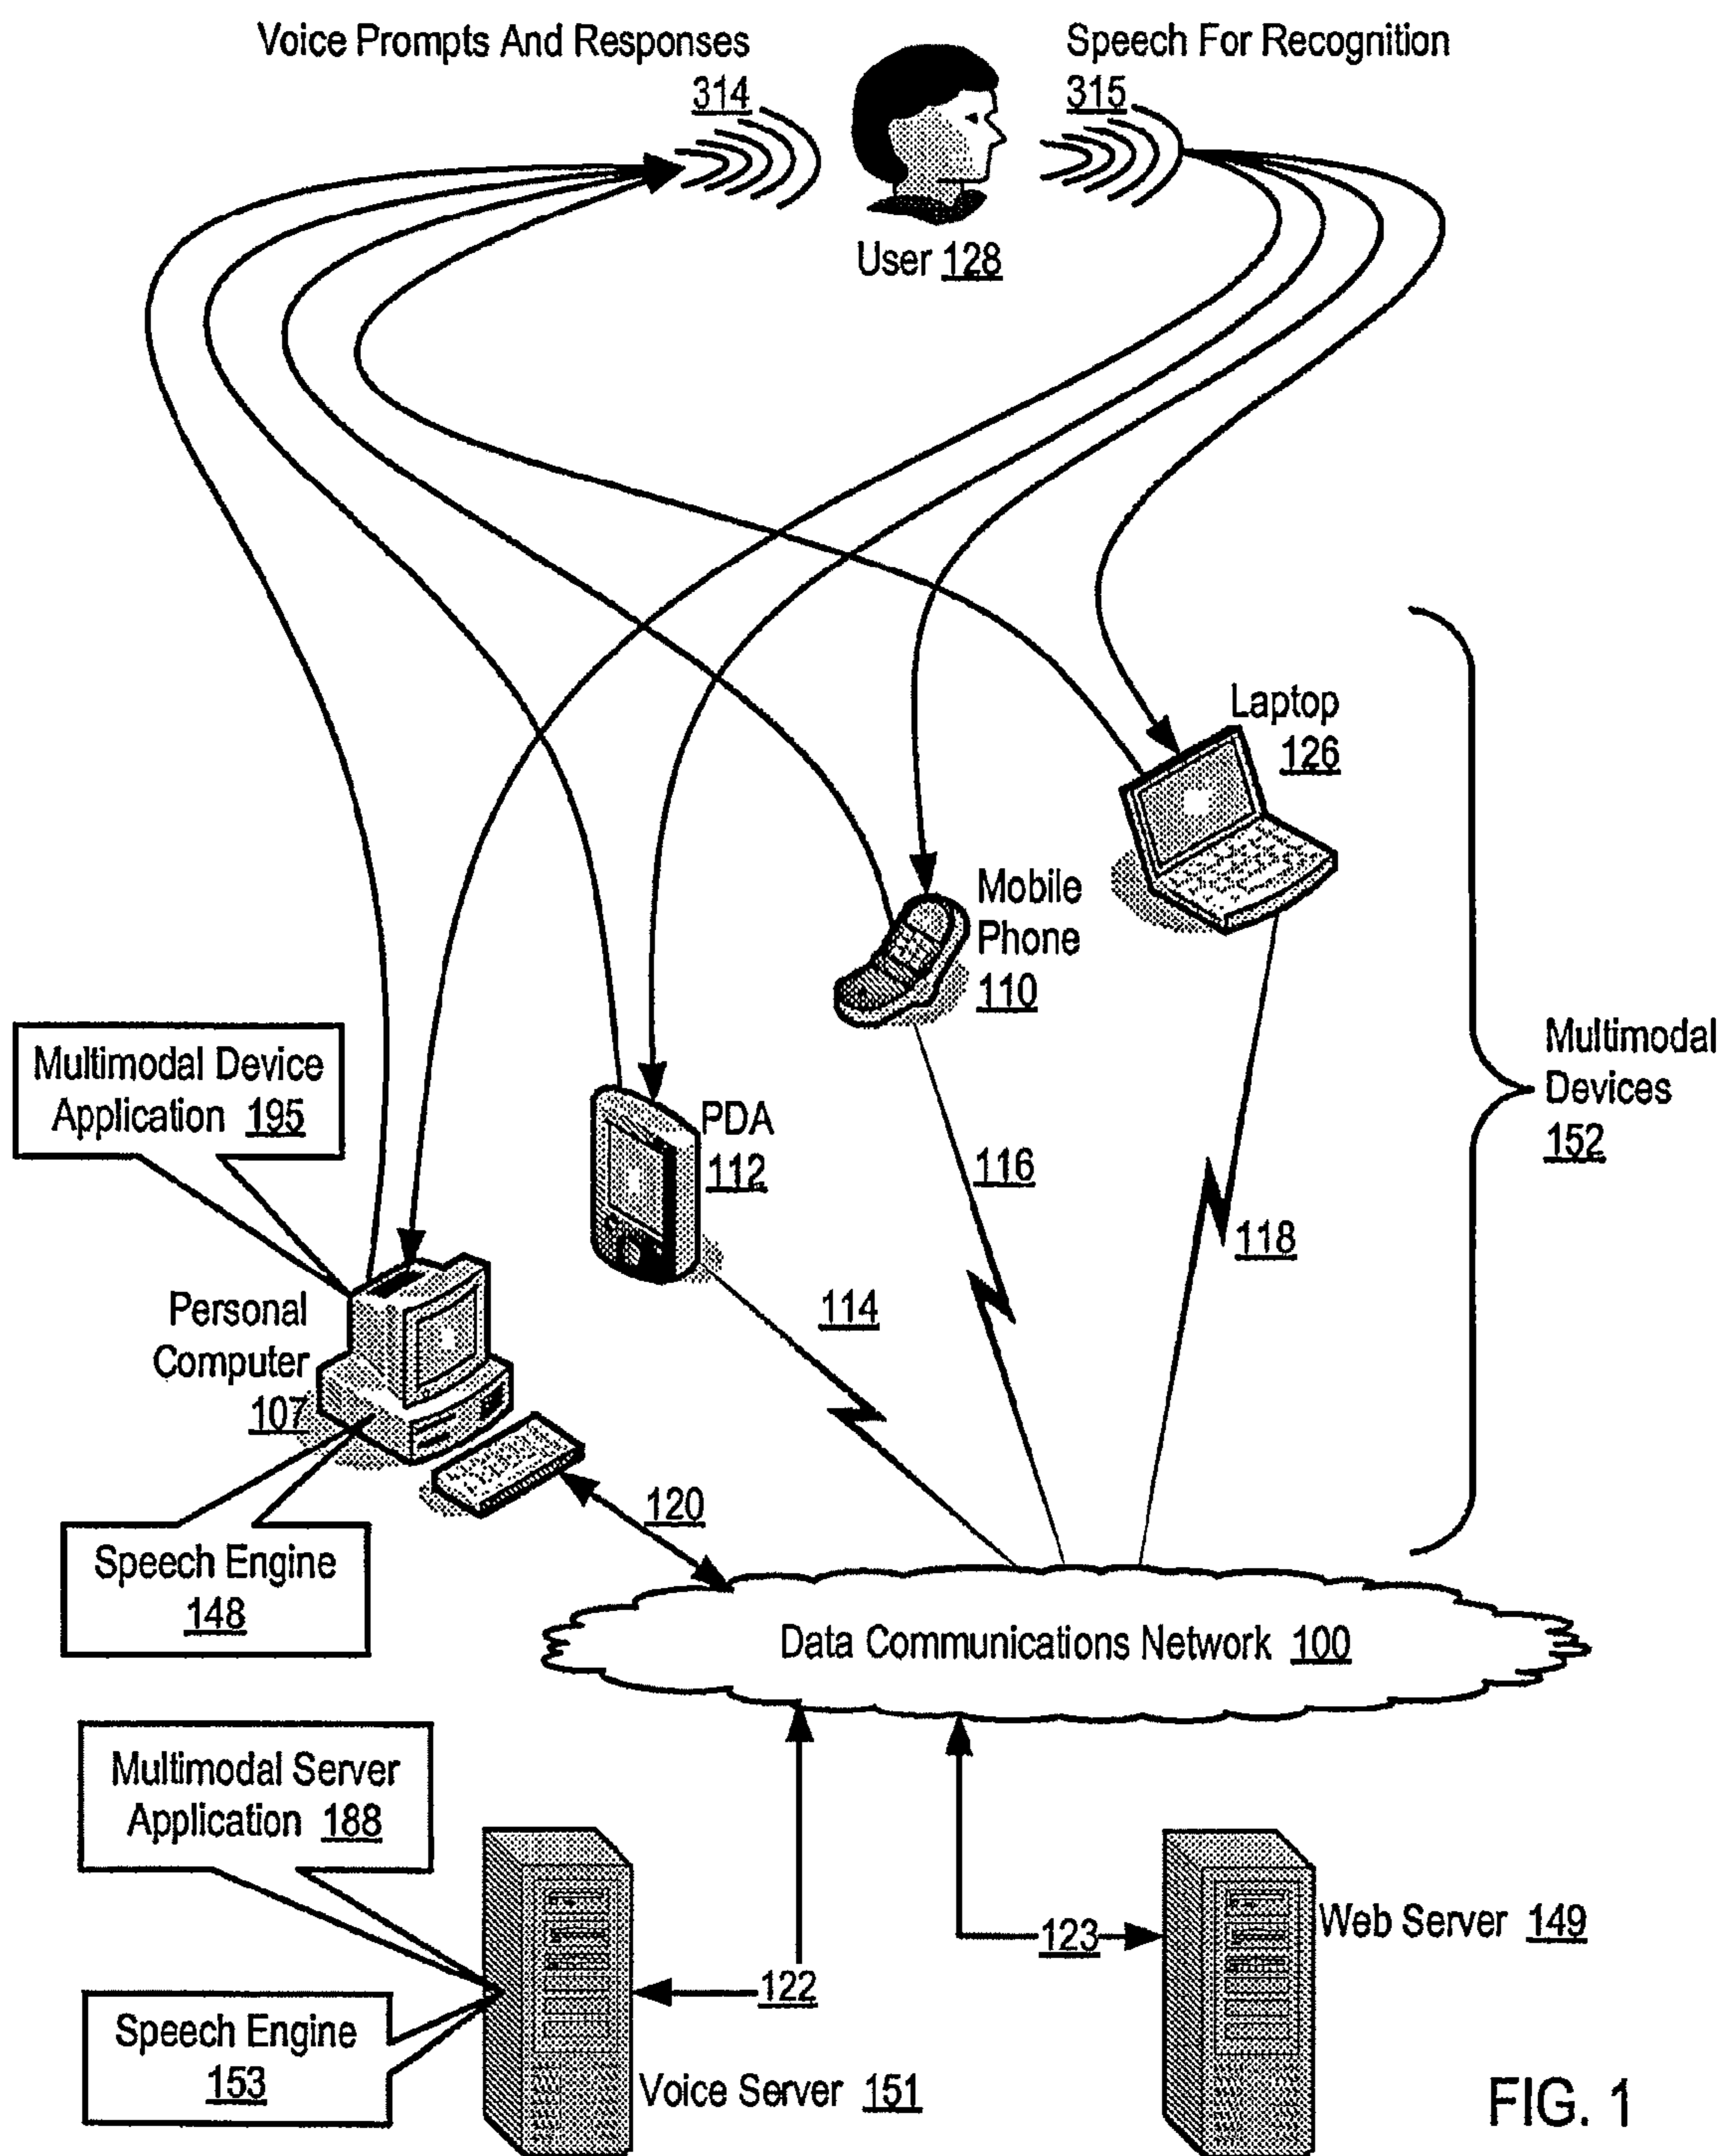 Voice Prompts And Responses
314
Speech For Recognition
315
User 128
Laptop
126
Mobile
Phone
110
Multimodal
Devices
152
Multimodal Device
Application 195
PDA
112
116
118
114
Personal
Computer
107
120
Speech Engine
148
Data Communications Network 100
Multimodal Server
Application 188
Web Server 149
123
122
Speech Engine
153
Voice Server 151
FIG. 1